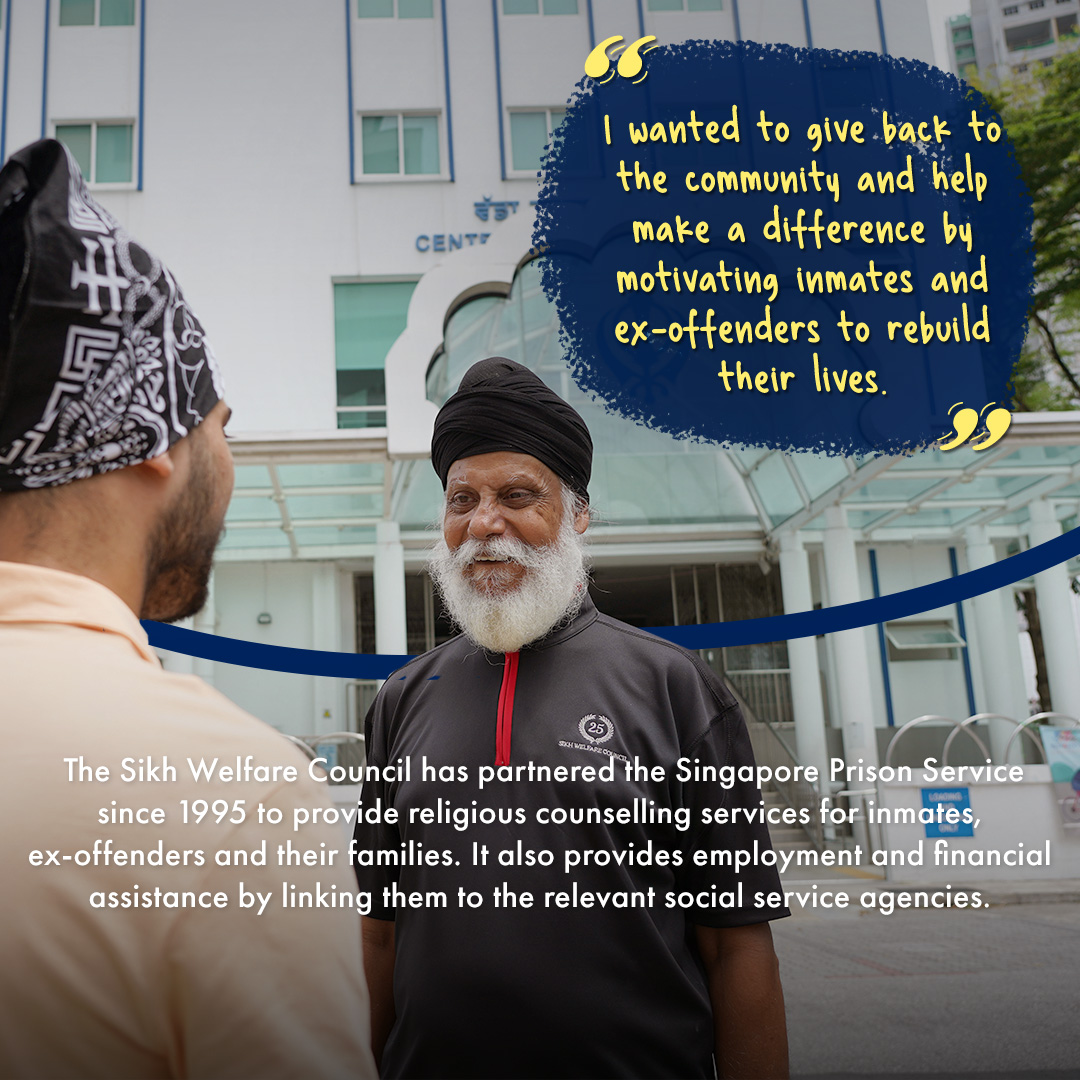 I wanted to give back to
the community and help
make a difference by
motivating inmates and
ex-offenders to rebuild
their lives.
25
SIKH WELFARE COUNCIL
The Sikh Welfare Council has partnered the Singapore Prison Service
since 1995 to provide religious counselling services for inmates,
ex-offenders and their families. It also provides employment and financial
assistance by linking them to the relevant social service agencies.
LOADING
ONLY